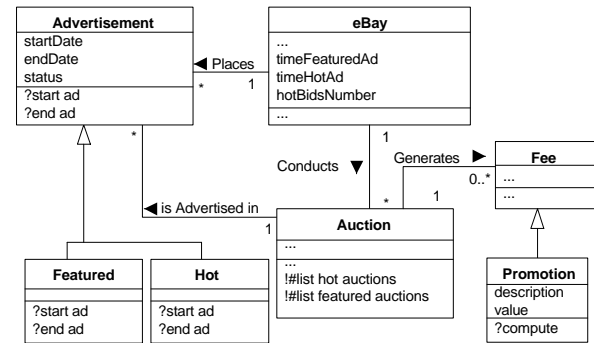 Advertisement
startDate
endDate
status
?start ad
?end ad
◀ Places
*
1
eBay
...
timeFeaturedAd
timeHotAd
hotBidsNumber
...
*
1
Conducts ▼
Generates ▶
0..*
1
Fee
...
...
◀ is Advertised in
1
*
Auction
...
...
!#list hot auctions
!#list featured auctions
Featured
?start ad
?end ad
Hot
?start ad
?end ad
Promotion
description
value
?compute